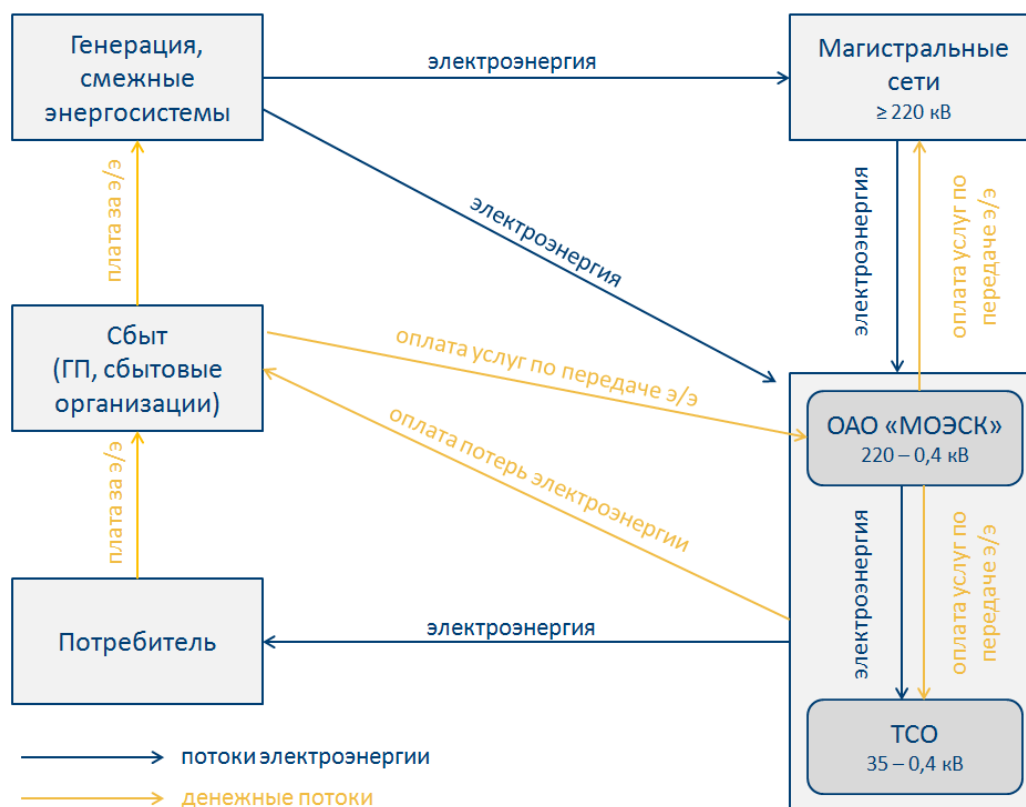 Генерация,
смежные
энергосистемы
электроэнергия
Магистральные
сети
≥ 220 кВ
плата за э/э
электроэнергия
электроэнергия
оплата услуг по
передаче э/э
Сбыт
(ГП, сбытовые
организации)
оплата услуг по передаче э/э
оплата потерь электроэнергии
ОАО «МОЭСК»
220 – 0,4 кВ
плата за э/э
электроэнергия
оплата услуг по
передаче э/э
Потребитель
электроэнергия
ТСО
35 – 0,4 кВ
потоки электроэнергии
денежные потоки